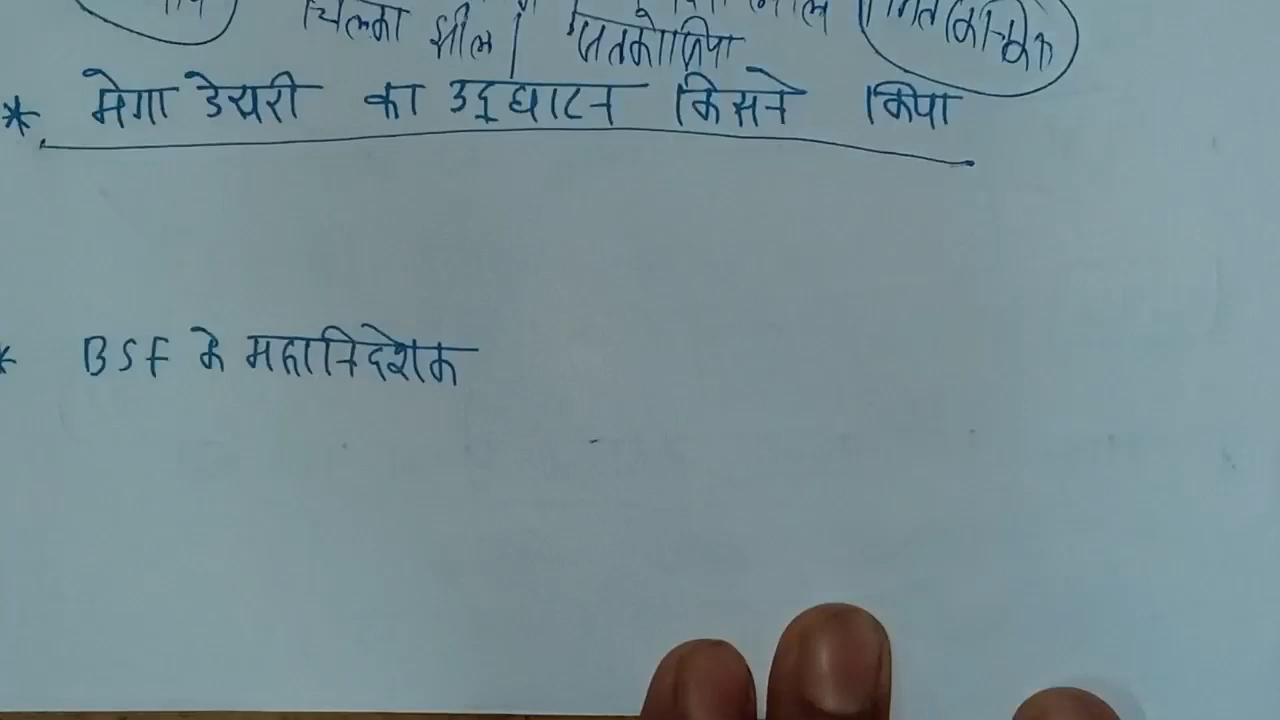 चिल्का झील । सतकोजिया
* मेगा डेयरी का उद्घाटन किसने किया
* BSF के महानिदेशक